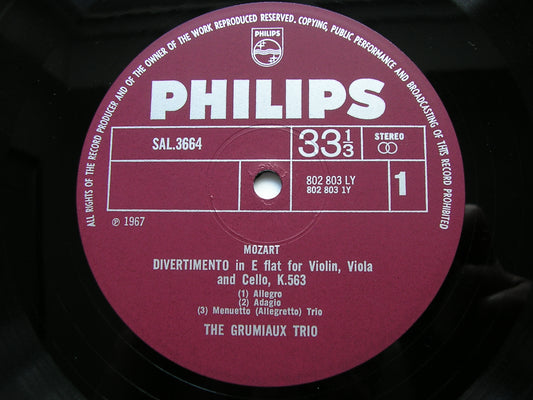 ALL RIGHTS OF THE RECORD PRODUCER AND OF THE OWNER OF THE WORK REPRODUCED RESERVED. COPYING, PUBLIC PERFORMANCE AND BROADCASTING OF THIS RECORD PROHIBITED
PHILIPS
PHILIPS
SAL.3664
33 1/3
STEREO
802 803 LY
802 803 1Y
1
℗ 1967
MOZART
DIVERTIMENTO in E flat for Violin, Viola
and Cello, K.563
(1) Allegro
(2) Adagio
(3) Menuetto (Allegretto) Trio
THE GRUMIAUX TRIO